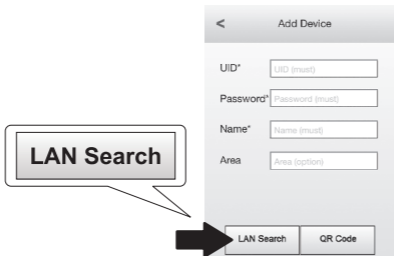 < Add Device
UID* UID (must)
Password* Password (must)
Name* Name (must)
Area Area (option)
LAN Search
LAN Search QR Code